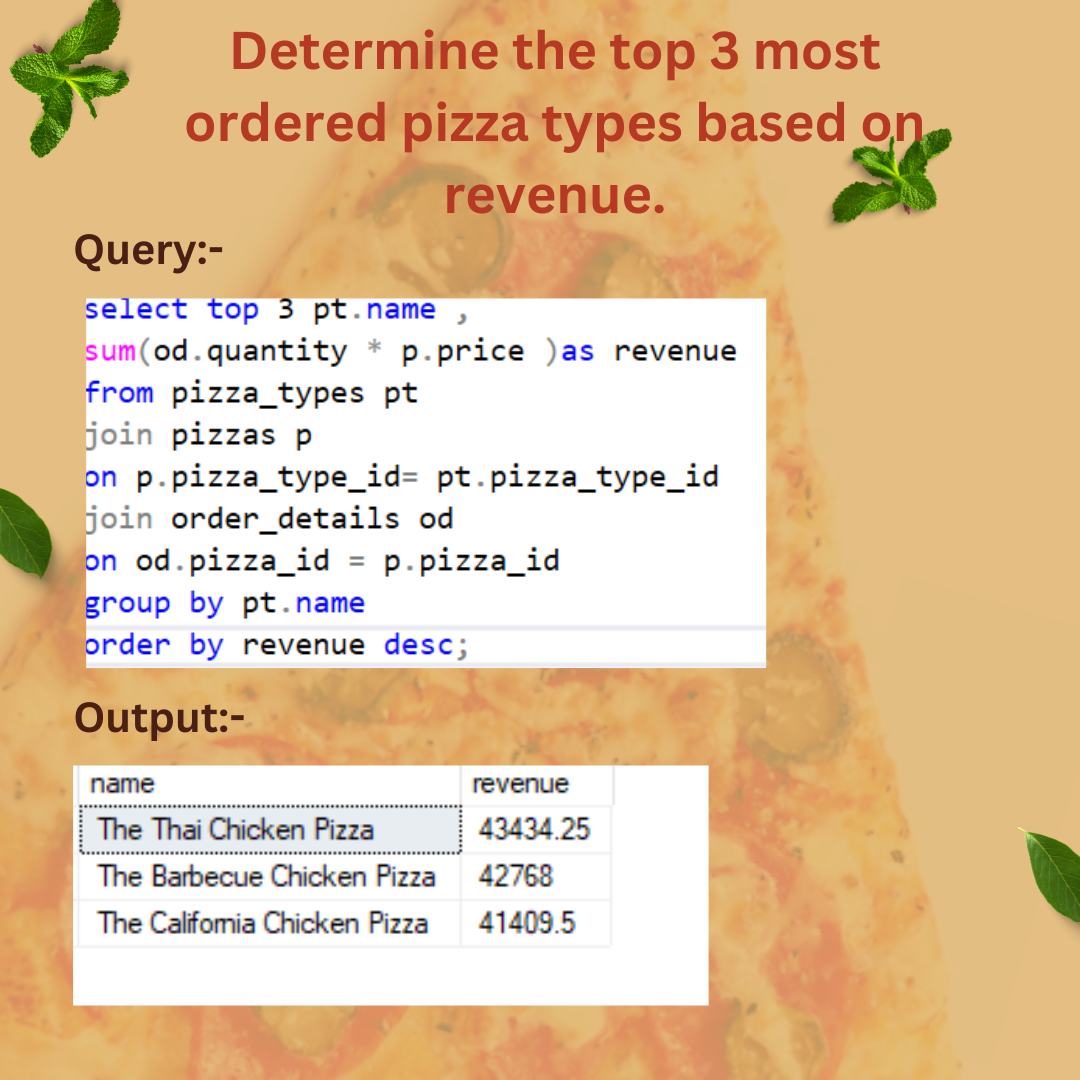 Determine the top 3 most
ordered pizza types based on
revenue.
Query:-
select top 3 pt.name ,
sum(od.quantity * p.price )as revenue
from pizza_types pt
join pizzas p
on p.pizza_type_id= pt.pizza_type_id
join order_details od
on od.pizza_id = p.pizza_id
group by pt.name
order by revenue desc;
Output:-
name revenue
The Thai Chicken Pizza 43434.25
The Barbecue Chicken Pizza 42768
The California Chicken Pizza 41409.5